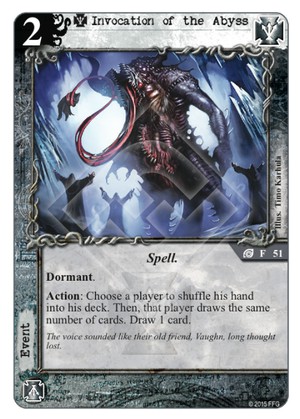 2 Invocation of the Abyss
Illus. Timo Karhula
F 51
Spell.
Dormant.
Action: Choose a player to shuffle his hand
into his deck. Then, that player draws the same
number of cards. Draw 1 card.
The voice sounded like their old friend, Vaughn, long thought
lost.
Event
© 2015 FFG